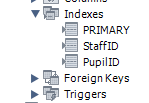 Columns
Indexes
PRIMARY
StaffID
PupilID
Foreign Keys
Triggers